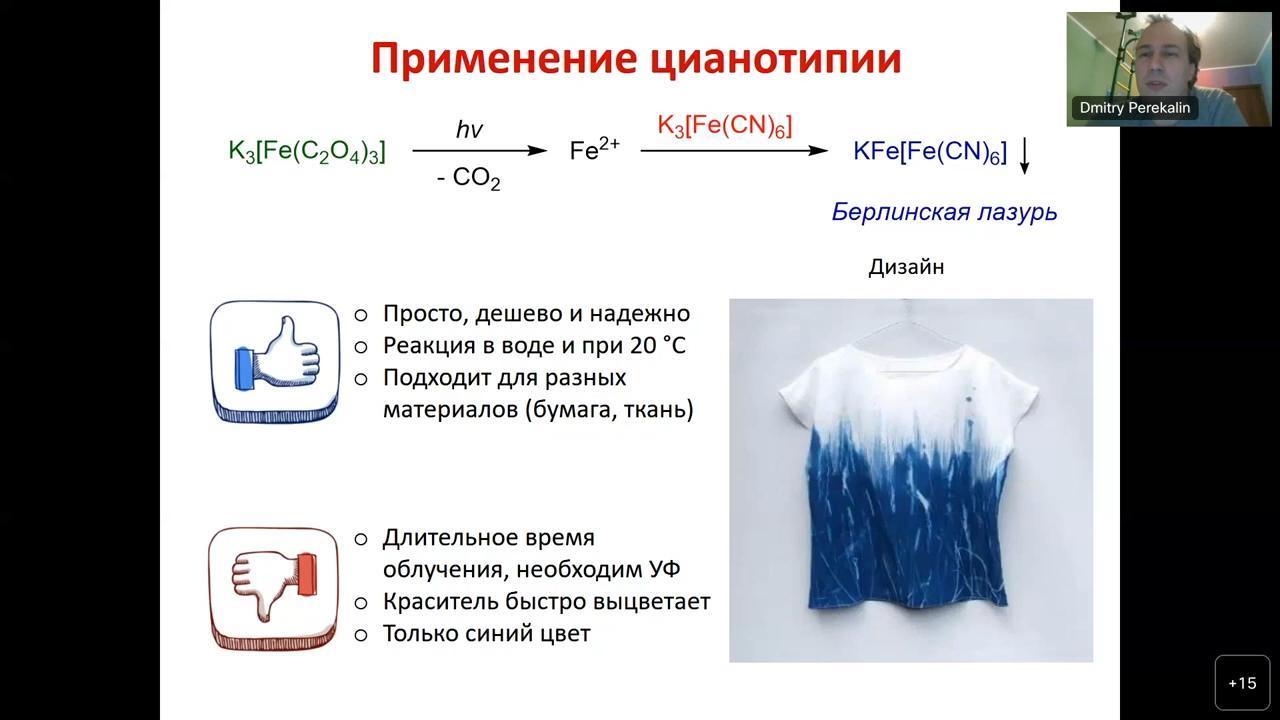 Применение цианотипии
Dmitry Perekalin
K3[Fe(C2O4)3] hν - CO2 Fe2+ K3[Fe(CN)6] KFe[Fe(CN)6] ↓
Берлинская лазурь
Дизайн
o Просто, дешево и надежно
o Реакция в воде и при 20 °C
o Подходит для разных
материалов (бумага, ткань)
o Длительное время
облучения, необходим УФ
o Краситель быстро выцветает
o Только синий цвет
+15